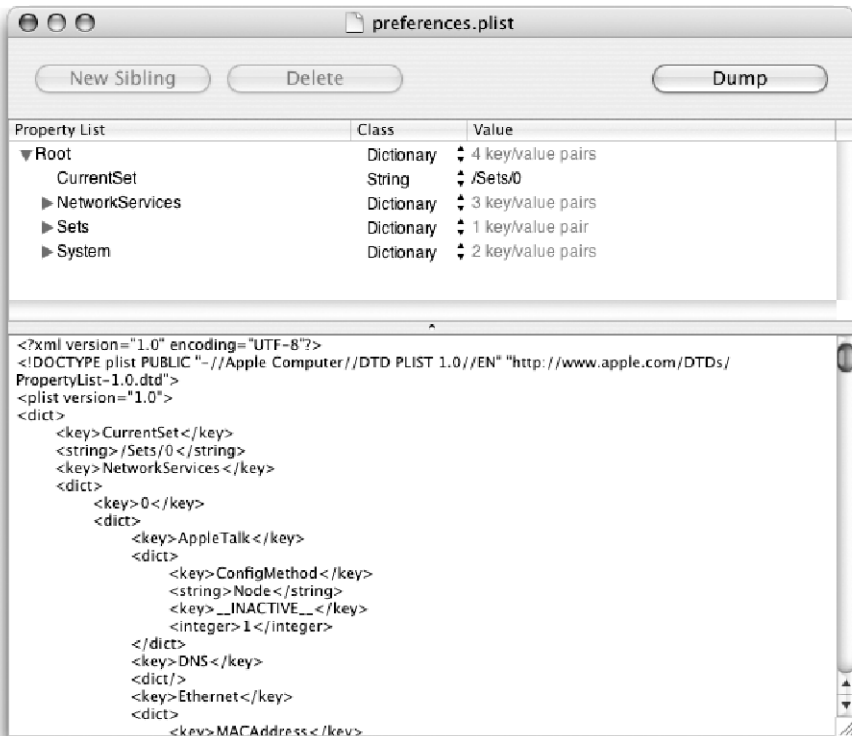 preferences.plist
New Sibling Delete Dump
Property List Class Value
Root Dictionary 4 key/value pairs
CurrentSet String /Sets/0
NetworkServices Dictionary 3 key/value pairs
Sets Dictionary 1 key/value pair
System Dictionary 2 key/value pairs
<?xml version="1.0" encoding="UTF-8"?>
<!DOCTYPE plist PUBLIC "-//Apple Computer//DTD PLIST 1.0//EN" "http://www.apple.com/DTDs/
PropertyList-1.0.dtd">
<plist version="1.0">
<dict>
<key>CurrentSet</key>
<string>/Sets/0</string>
<key>NetworkServices</key>
<dict>
<key>0</key>
<dict>
<key>AppleTalk</key>
<dict>
<key>ConfigMethod</key>
<string>Node</string>
<key>__INACTIVE__</key>
<integer>1</integer>
</dict>
<key>DNS</key>
<dict/>
<key>Ethernet</key>
<dict>
<key>MACAddress</key>